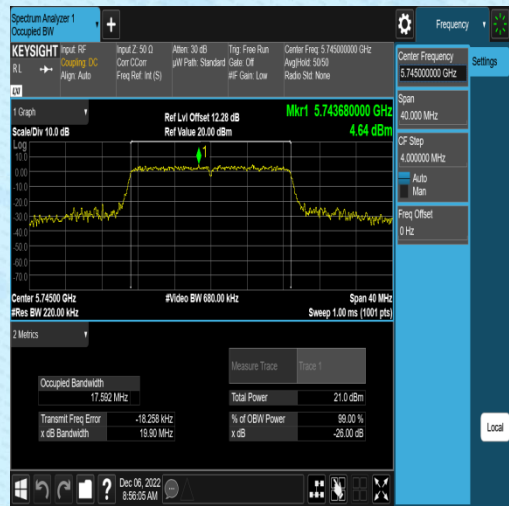 Spectrum Analyzer 1
Occupied BW
Frequency
KEYSIGHT
Input: RF
Coupling: DC
Align: Auto
Input Z: 50 Ω
Corr CCorr
Freq Ref: Int (S)
Atten: 30 dB
µW Path: Standard
Trig: Free Run
Gate: Off
#IF Gain: Low
Center Freq: 5.745000000 GHz
Avg|Hold: 50/50
Radio Std: None
R L
LXI
Center Frequency
5.745000000 GHz
Settings
Span
40.000 MHz
CF Step
4.000000 MHz
Auto
Man
Freq Offset
0 Hz
Local
1 Graph
Scale/Div 10.0 dB
Ref Lvl Offset 12.28 dB
Ref Value 20.00 dBm
Mkr1 5.743680000 GHz
4.64 dBm
Log
10.0
0.00
-10.0
-20.0
-30.0
-40.0
-50.0
-60.0
-70.0
1
Center 5.74500 GHz
#Res BW 220.00 kHz
#Video BW 680.00 kHz
Span 40 MHz
Sweep 1.00 ms (1001 pts)
2 Metrics
Measure Trace
Trace 1
Occupied Bandwidth
17.592 MHz
Total Power
21.0 dBm
Transmit Freq Error
-18.258 kHz
% of OBW Power
99.00 %
x dB Bandwidth
19.90 MHz
x dB
-26.00 dB
Dec 06, 2022
8:56:05 AM